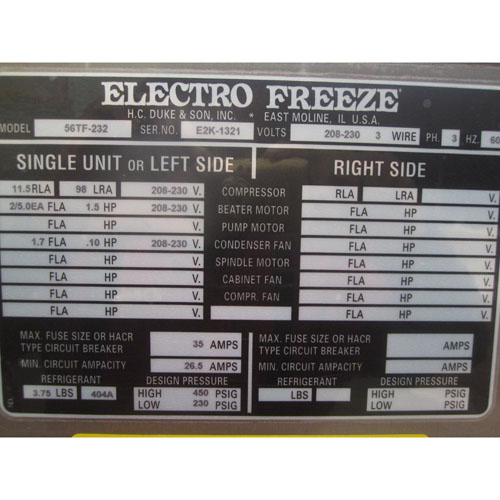 ELECTRO FREEZE
H.C. DUKE & SON, INC. * EAST MOLINE, IL U.S.A.
MODEL 56TF-232 SER.NO. E2K-1321 VOLTS 208-230 3 WIRE PH. 3 HZ. 60
SINGLE UNIT OR LEFT SIDE RIGHT SIDE
11.5 RLA 98 LRA 208-230 V. COMPRESSOR RLA LRA V.
2/5.0EA FLA 1.5 HP 208-230 V. BEATER MOTOR FLA HP V.
FLA HP V. PUMP MOTOR FLA HP V.
1.7 FLA .10 HP 208-230 V. CONDENSER FAN FLA HP V.
FLA HP V. SPINDLE MOTOR FLA HP V.
FLA HP V. CABINET FAN FLA HP V.
FLA HP V. COMPR. FAN FLA HP V.
FLA HP V. FLA HP V.
MAX. FUSE SIZE OR HACR MAX. FUSE SIZE OR HACR
TYPE CIRCUIT BREAKER 35 AMPS TYPE CIRCUIT BREAKER AMPS
MIN. CIRCUIT AMPACITY 26.5 AMPS MIN. CIRCUIT AMPACITY AMPS
REFRIGERANT DESIGN PRESSURE REFRIGERANT DESIGN PRESSURE
3.75 LBS 404A HIGH 450 PSIG LBS HIGH PSIG
LOW 230 PSIG LOW PSIG